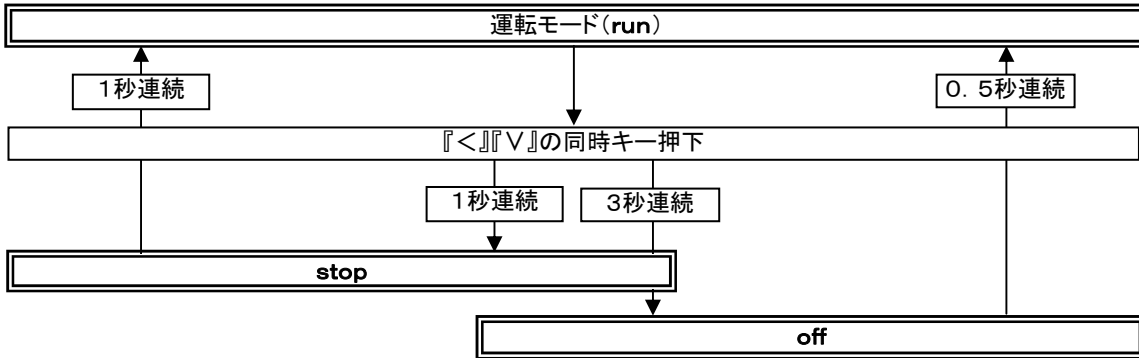 運転モード（run）
1秒連続
0．5秒連続
『＜』『∨』の同時キー押下
1秒連続
3秒連続
stop
off